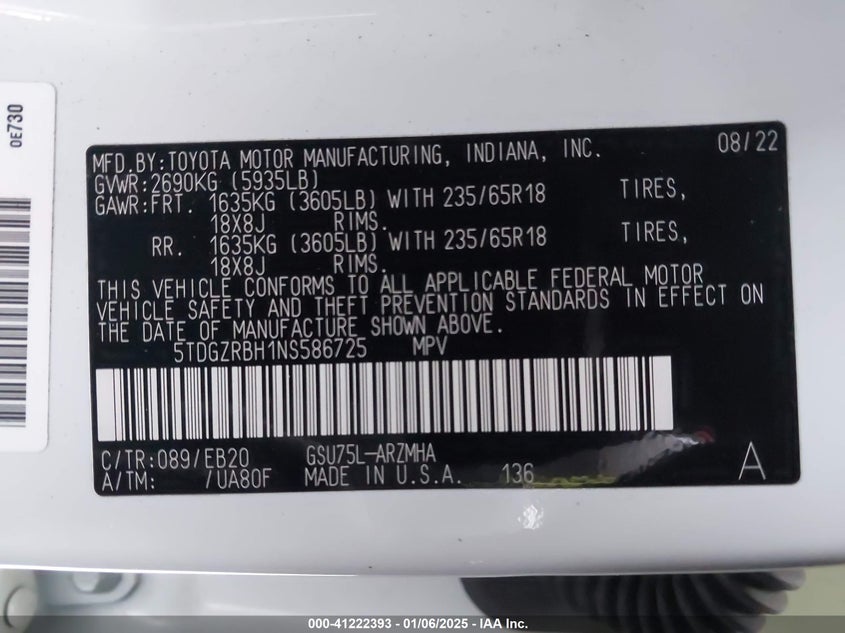 0E730
MFD.BY:TOYOTA MOTOR MANUFACTURING, INDIANA, INC. 08/22
GVWR:2690KG (5935LB)
GAWR:FRT. 1635KG (3605LB) WITH 235/65R18 TIRES,
18X8J RIMS.
RR. 1635KG (3605LB) WITH 235/65R18 TIRES,
18X8J RIMS.
THIS VEHICLE CONFORMS TO ALL APPLICABLE FEDERAL MOTOR
VEHICLE SAFETY AND THEFT PREVENTION STANDARDS IN EFFECT ON
THE DATE OF MANUFACTURE SHOWN ABOVE.
5TDGZRBH1NS586725 MPV
C/TR:089/EB20 GSU75L-ARZMHA
A/TM: /UA80F MADE IN U.S.A. 136 A
000-41222393 - 01/06/2025 - IAA Inc.